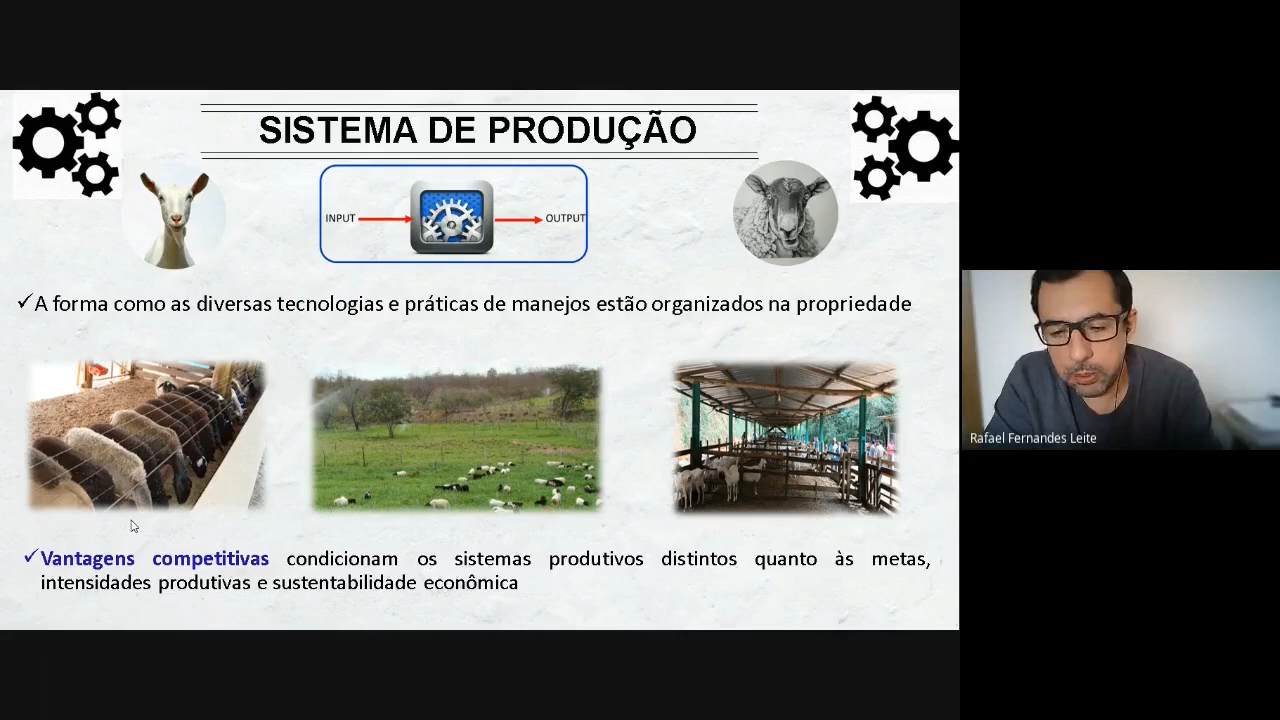 SISTEMA DE PRODUÇÃO
INPUT
OUTPUT
✓A forma como as diversas tecnologias e práticas de manejos estão organizados na propriedade
✓Vantagens competitivas condicionam os sistemas produtivos distintos quanto às metas,
intensidades produtivas e sustentabilidade econômica
Rafael Fernandes Leite